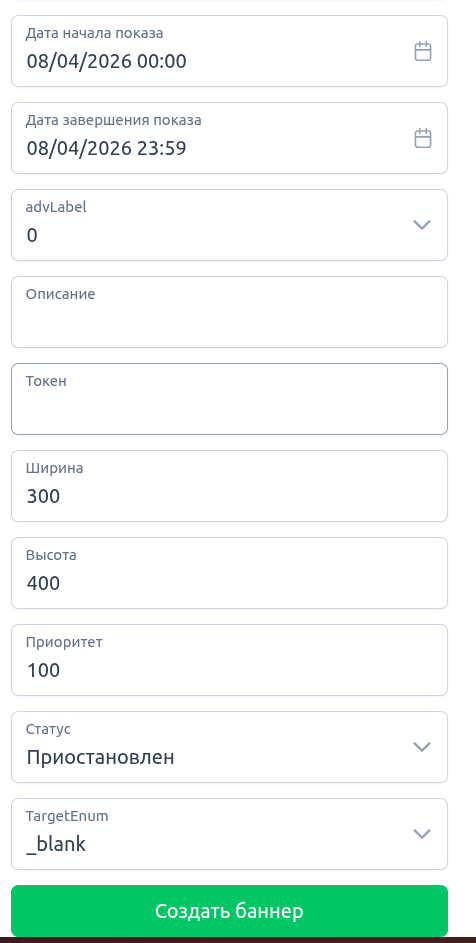 Дата начала показа
08/04/2026 00:00
Дата завершения показа
08/04/2026 23:59
advLabel
0
Описание
Токен
Ширина
300
Высота
400
Приоритет
100
Статус
Приостановлен
TargetEnum
_blank
Создать баннер